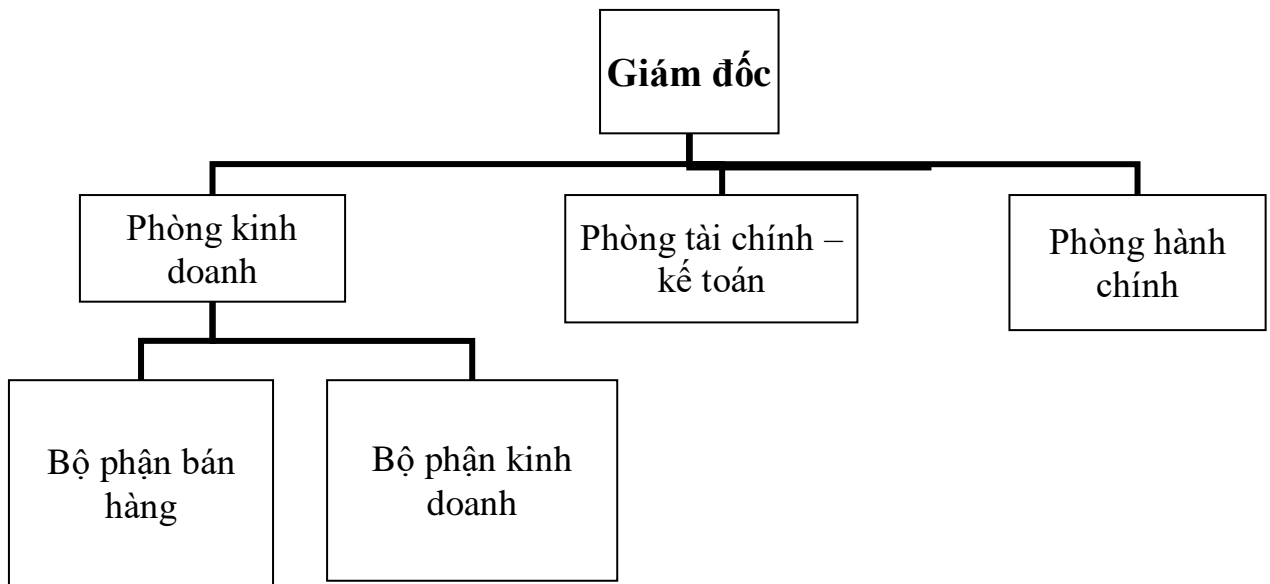 Giám đốc
Phòng kinh
doanh
Phòng tài chính –
kế toán
Phòng hành
chính
Bộ phận bán
hàng
Bộ phận kinh
doanh